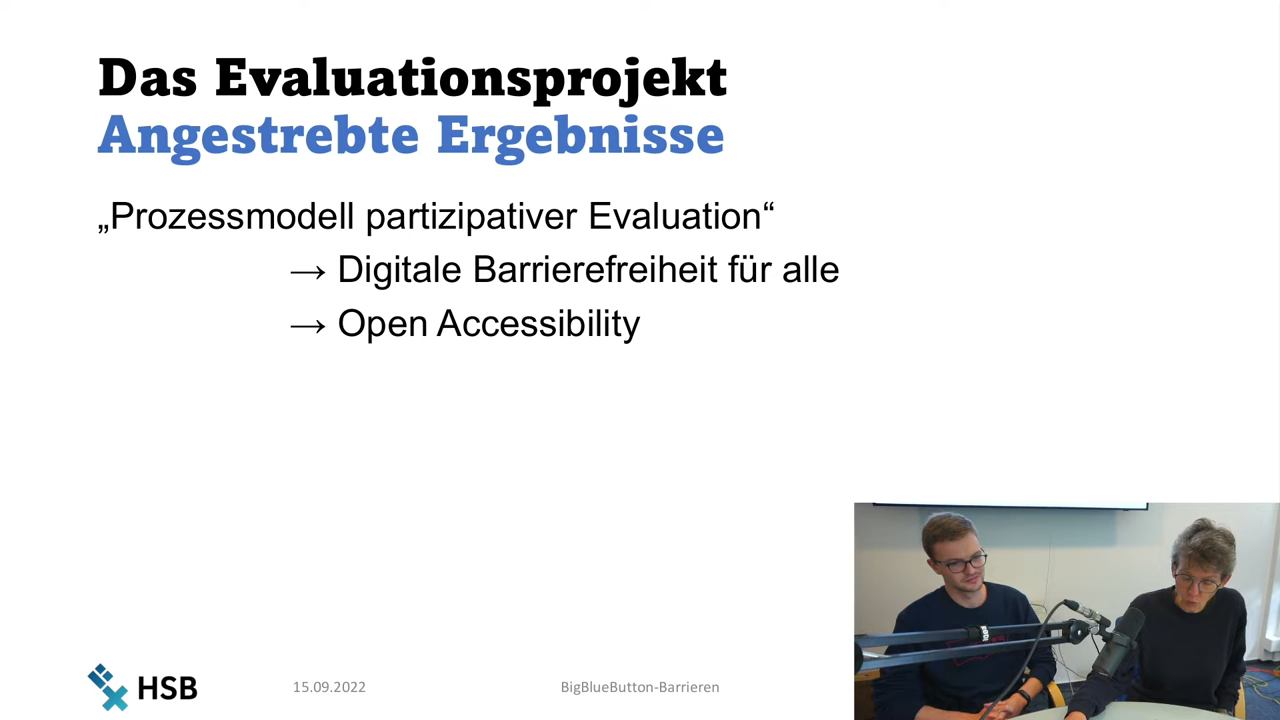 Das Evaluationsprojekt
Angestrebte Ergebnisse
„Prozessmodell partizipativer Evaluation“
→ Digitale Barrierefreiheit für alle
→ Open Accessibility
HSB
15.09.2022
BigBlueButton-Barrieren